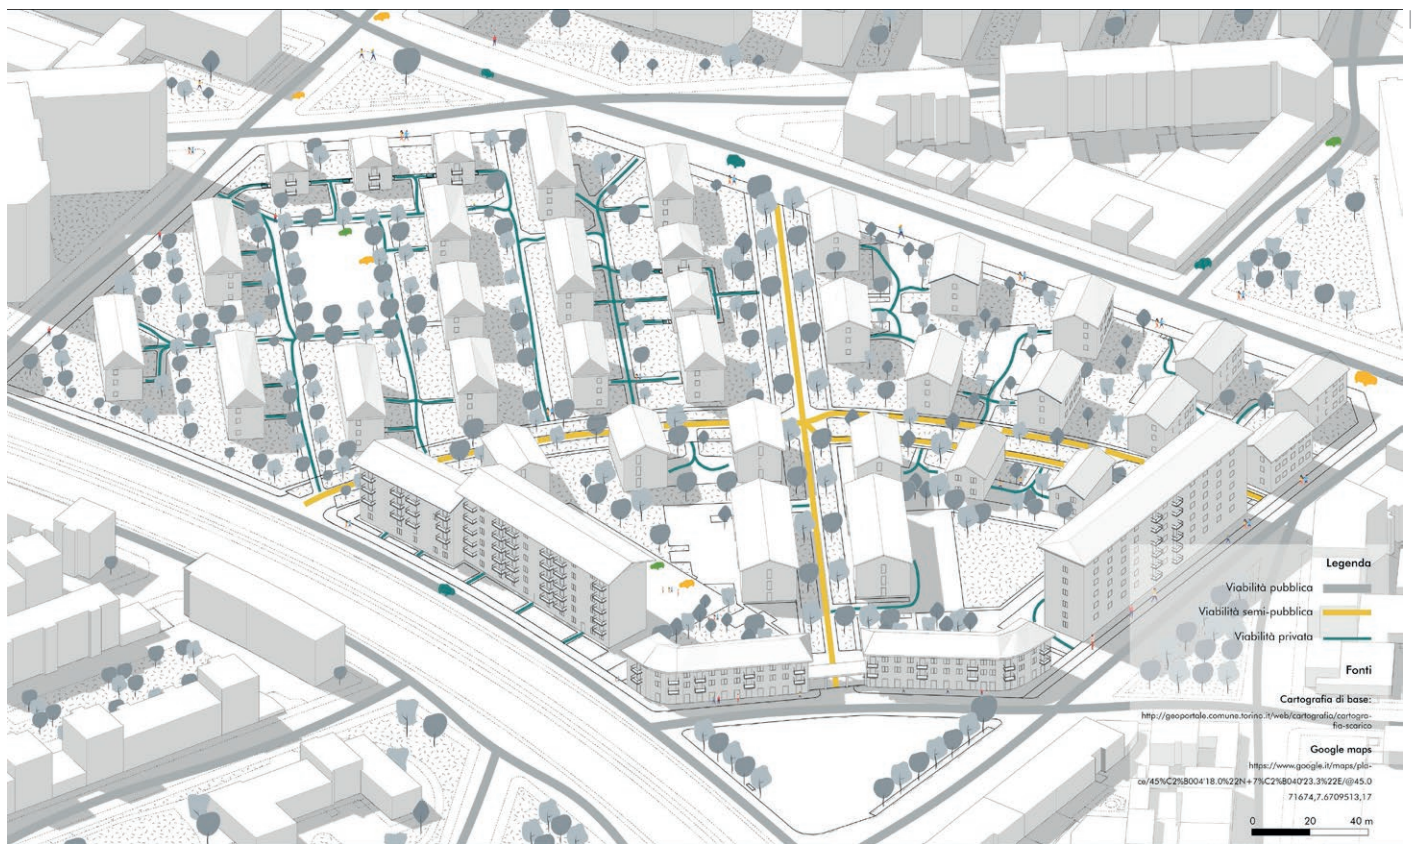 Legenda
Viabilità pubblica
Viabilità semi-pubblica
Viabilità privata
Fonti
Cartografia di base:
http://geoportale.comune.torino.it/web/cartografia/cartogra-
fia-scarico
Google maps
https://www.google.it/maps/pla-
ce/45%C2%B004'18.0%22N+7%C2%B040'23.3%22E/@45.0
71674,7.6709513,17
0 20 40 m